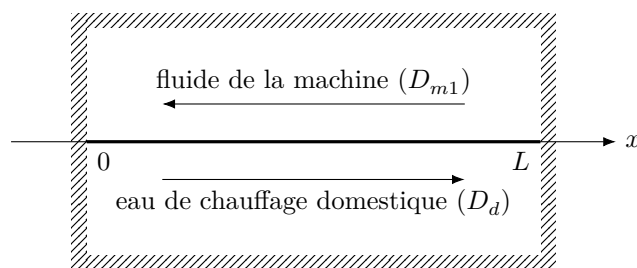 fluide de la machine (D_{m1})
x
0
L
eau de chauffage domestique (D_d)